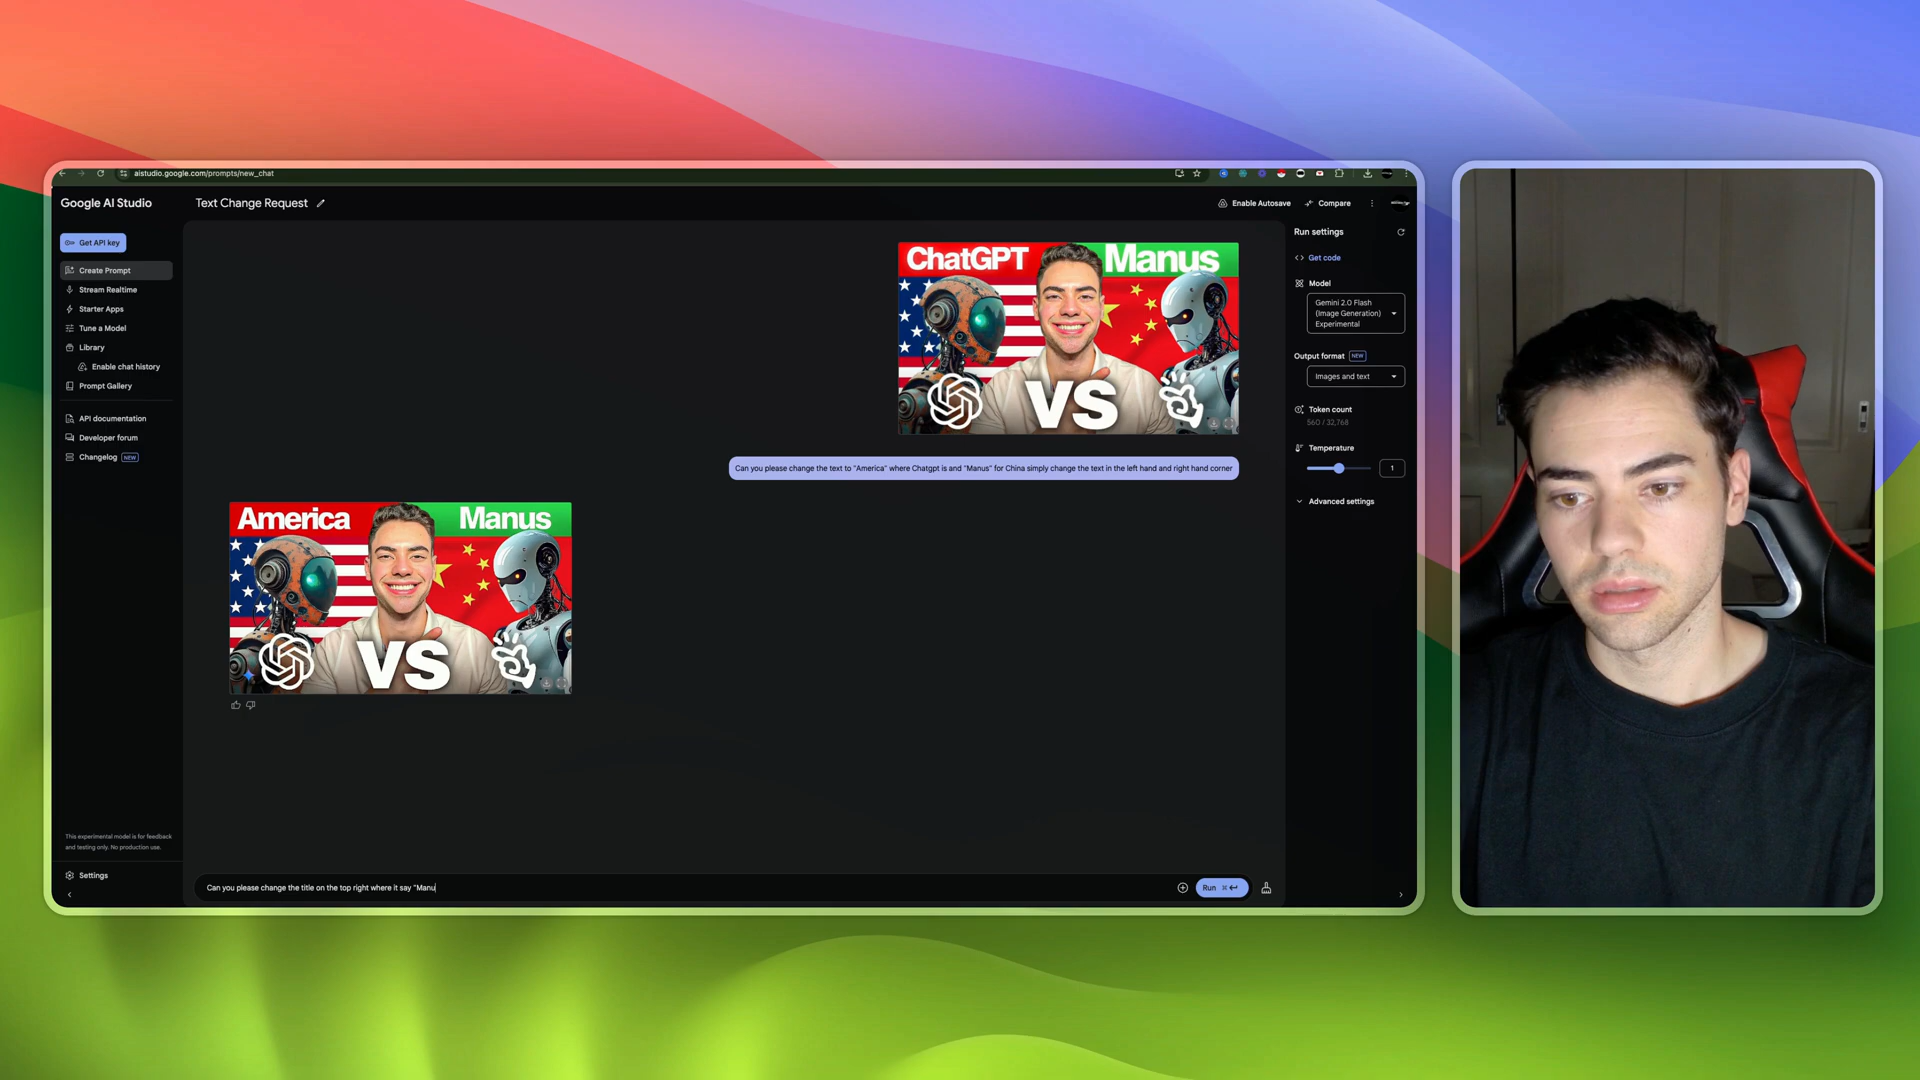 aistudio.google.com/prompts/new_chat
Google AI Studio
Text Change Request
Enable Autosave
Compare
Get API key
Create Prompt
Stream Realtime
Starter Apps
Tune a Model
Library
Enable chat history
Prompt Gallery
API documentation
Developer forum
Changelog NEW
This experimental model is for feedback
and testing only. No production use.
Settings
ChatGPT Manus
VS
Can you please change the text to "America" where Chatgpt is and "Manus" for China simply change the text in the left hand and right hand corner
America Manus
VS
Can you please change the title on the top right where it say "Manu
Run
Run settings
Get code
Model
Gemini 2.0 Flash
(Image Generation)
Experimental
Output format NEW
Images and text
Token count
560 / 32,768
Temperature
1
Advanced settings